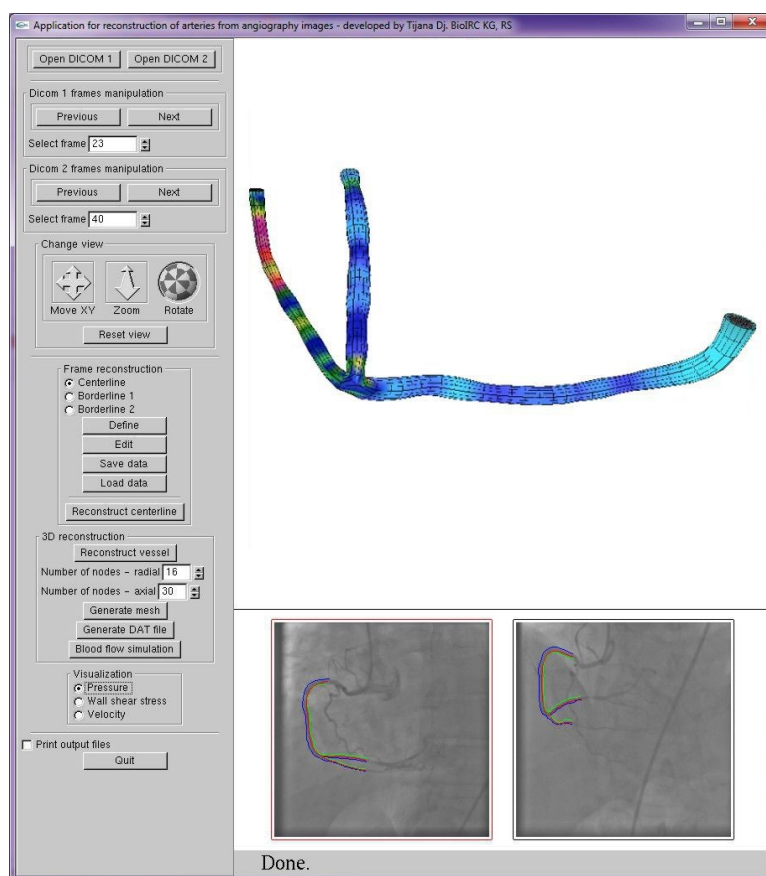 Application for reconstruction of arteries from angiography images - developed by Tijana Dj. BioIRC KG, RS
Open DICOM 1 Open DICOM 2
Dicom 1 frames manipulation
Previous Next
Select frame 23
Dicom 2 frames manipulation
Previous Next
Select frame 40
Change view
Move XY Zoom Rotate
Reset view
Frame reconstruction
Centerline
Borderline 1
Borderline 2
Define
Edit
Save data
Load data
Reconstruct centerline
3D reconstruction
Reconstruct vessel
Number of nodes - radial 16
Number of nodes - axial 30
Generate mesh
Generate DAT file
Blood flow simulation
Visualization
Pressure
Wall shear stress
Velocity
Print output files
Quit
Done.